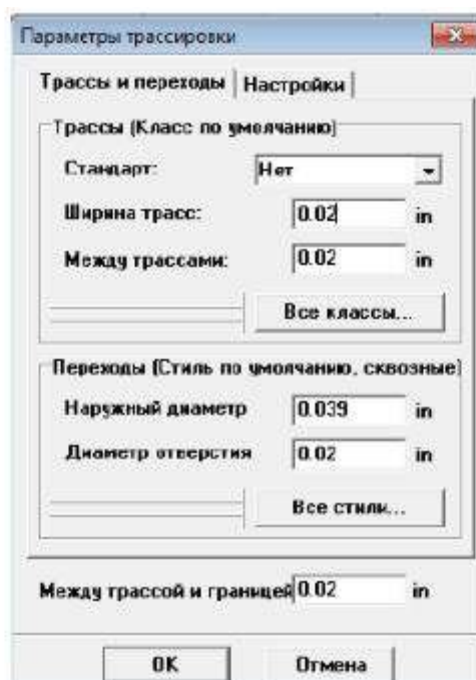 Параметры трассировки
Трассы и переходы Настройки
Трассы (Класс по умолчанию)
Стандарт: Нет
Ширина трасс: 0.02 in
Между трассами: 0.02 in
Все классы...
Переходы (Стиль по умолчанию, сквозные)
Наружный диаметр 0.039 in
Диаметр отверстия 0.02 in
Все стили...
Между трассой и границей 0.02 in
OK Отмена